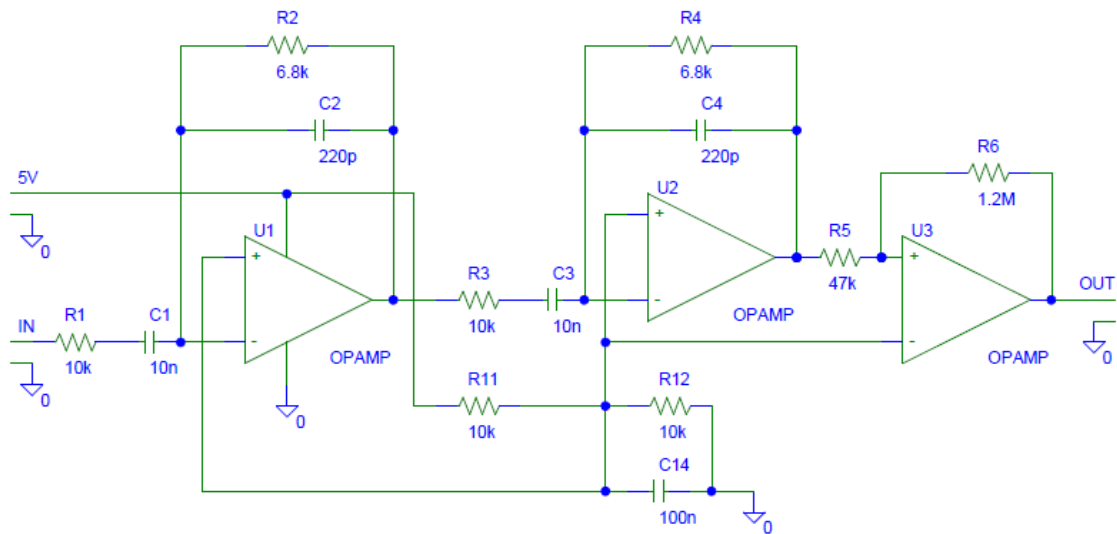 R2
6.8k
C2
220p
R4
6.8k
C4
220p
5V
0
U1
+
-
OPAMP
IN
R1
10k
C1
10n
0
0
R3
10k
C3
10n
U2
+
-
OPAMP
R5
47k
R6
1.2M
U3
+
-
OPAMP
OUT
0
R11
10k
R12
10k
C14
100n
0